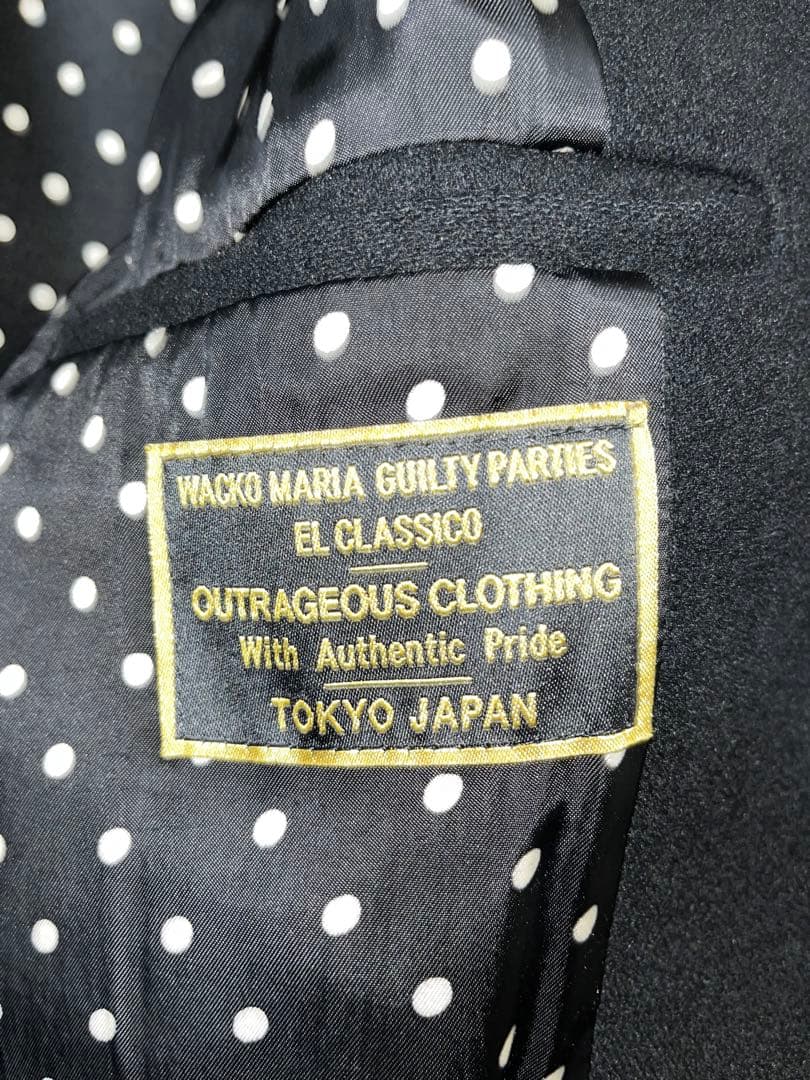 WACKO MARIA GUILTY PARTIES
EL CLASSICO
OUTRAGEOUS CLOTHING
With Authentic Pride
TOKYO JAPAN